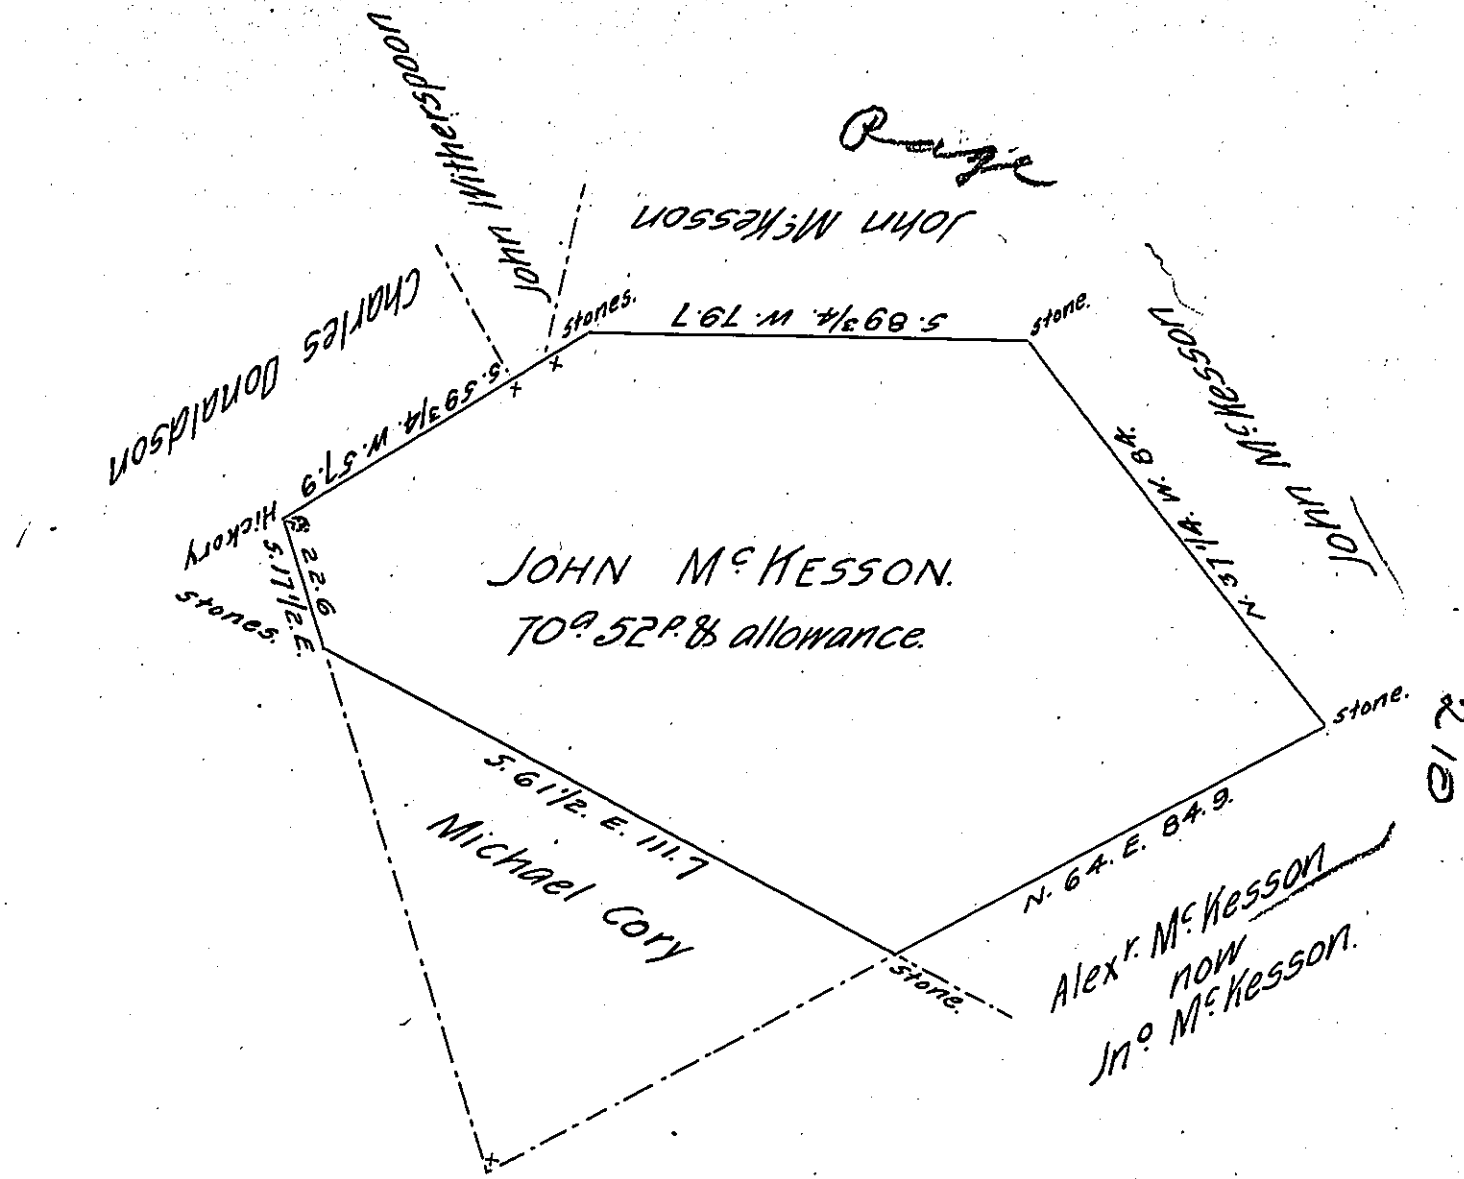 John Witherspoon
Page
John McKesson
Charles Donaldson
stones.
S. 89 3/4. W. 79.7
stone.
John McKesson
S. 59 3/4. W. 57.9
N. 37 1/4. W. 84.
Hickory
S. 17 1/2. E.
22.6
stones.
JOHN McKESSON.
70a. 52p. & allowance.
stone.
210
S. 61 1/2. E. 111.7
Michael Cory
N. 64. E. 84.9.
stone.
Alexr. McKesson
now
Jno. McKesson.